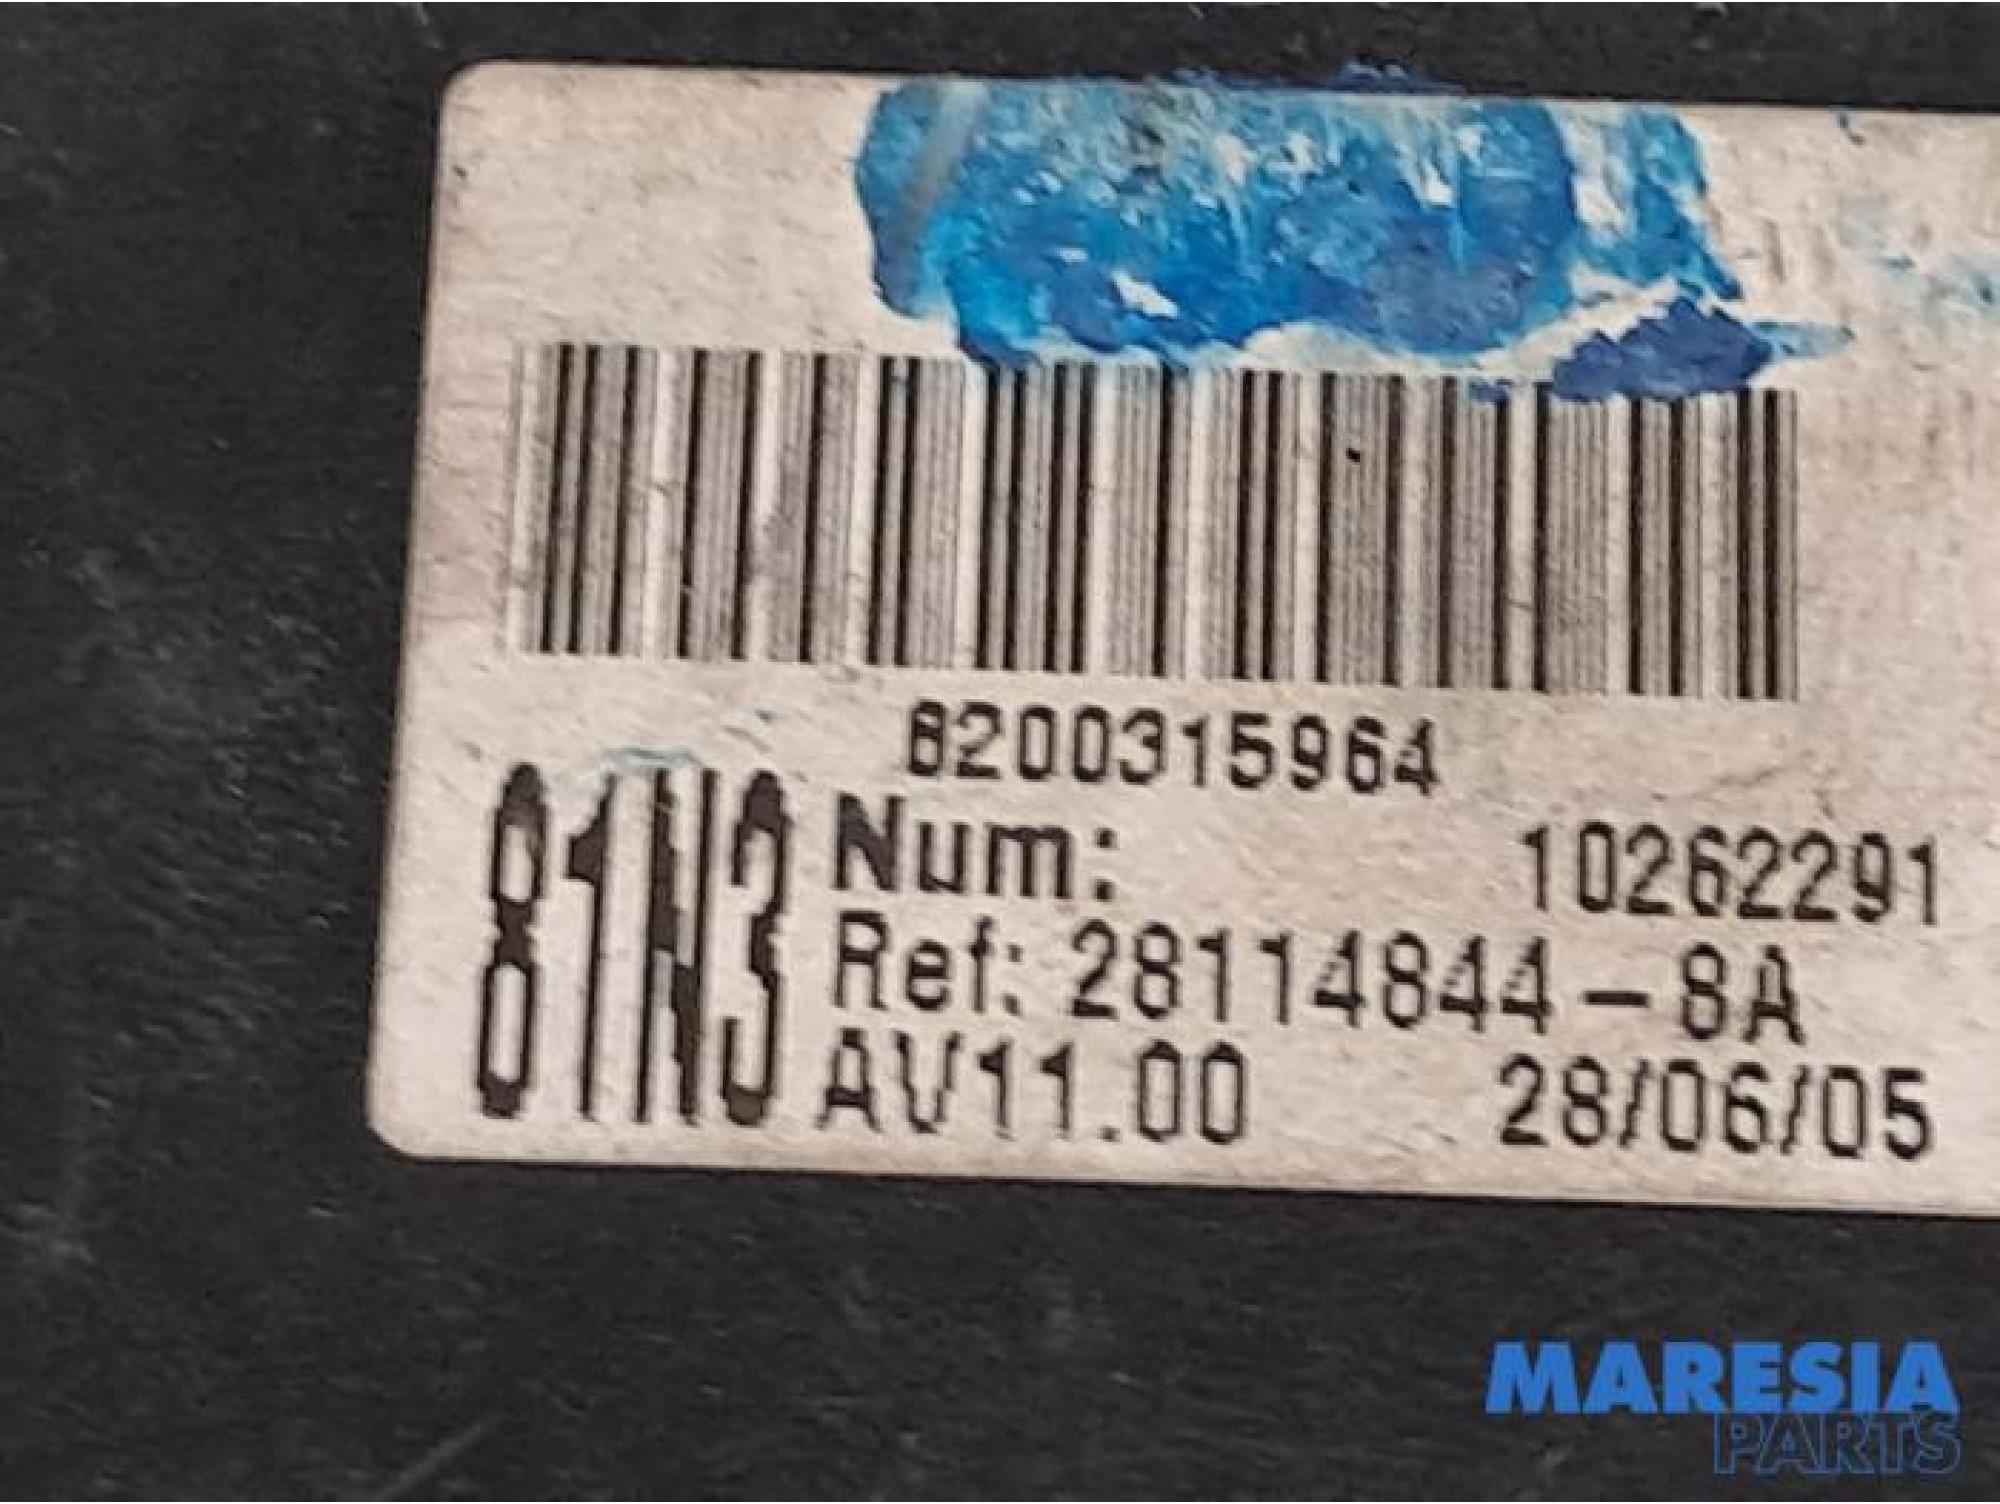 8200315964
81N3
Num: 10262291
Ref: 28114844-8A
AV11.00 28/06/05
MARESIA
PARTS